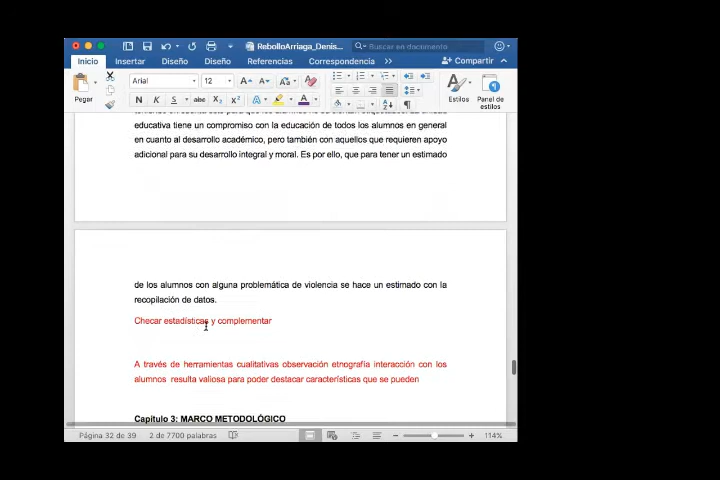 RebolloArriaga_Denis...
Buscar en documento
Inicio Insertar Diseño Diseño Referencias Correspondencia >> Compartir
Pegar Arial 12 Estilos Panel de estilos
N K S abc X₂ X² A A
educativa tiene un compromiso con la educación de todos los alumnos en general
en cuanto al desarrollo académico, pero también con aquellos que requieren apoyo
adicional para su desarrollo integral y moral. Es por ello, que para tener un estimado
de los alumnos con alguna problemática de violencia se hace un estimado con la
recopilación de datos.
Checar estadísticas y complementar
A través de herramientas cualitativas observación etnografía interacción con los
alumnos resulta valiosa para poder destacar características que se pueden
Capítulo 3: MARCO METODOLÓGICO
Página 32 de 39 2 de 7700 palabras 114%